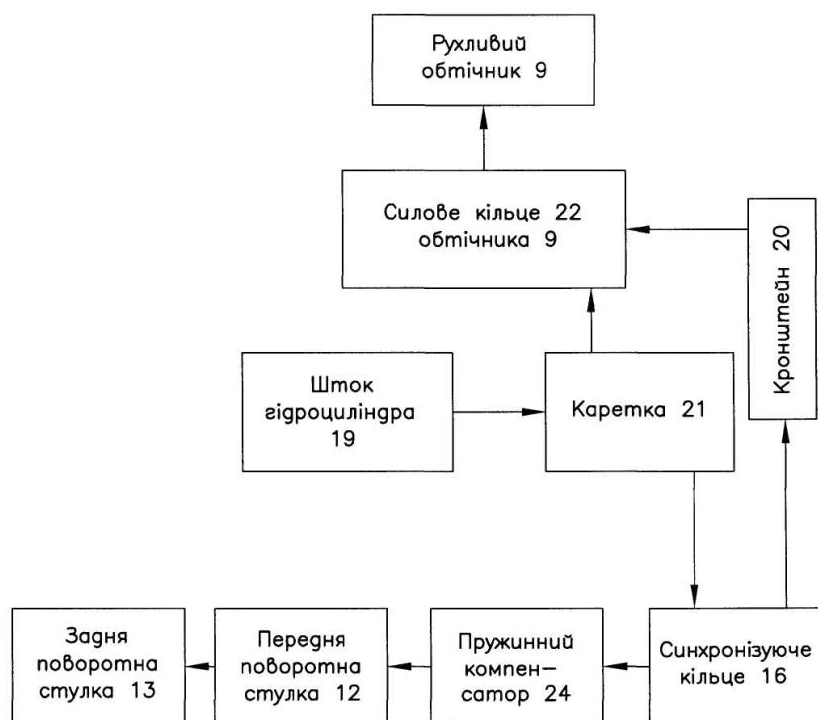 Рухливий
обтічник 9
Силове кільце 22
обтічника 9
Кронштейн 20
Шток
гідроциліндра
19
Каретка 21
Задня
поворотна
стулка 13
Передня
поворотна
стулка 12
Пружинний
компен-
сатор 24
Синхронізуюче
кільце 16